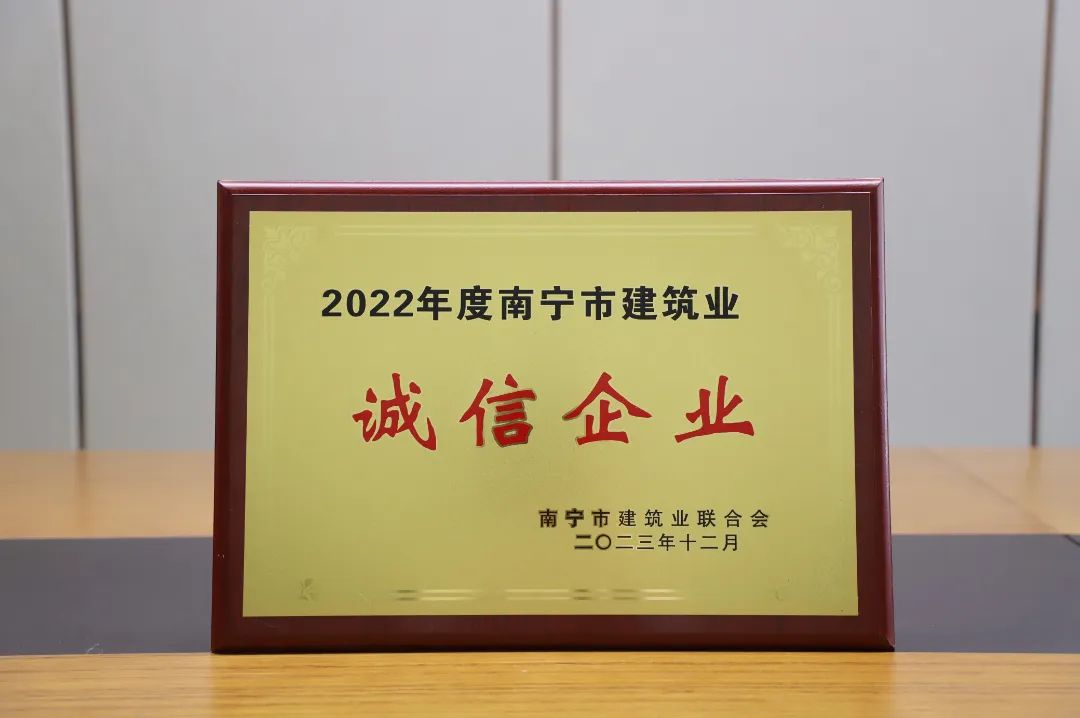 2022年度南宁市建筑业
诚信企业
南宁市建筑业联合会
二〇二三年十二月